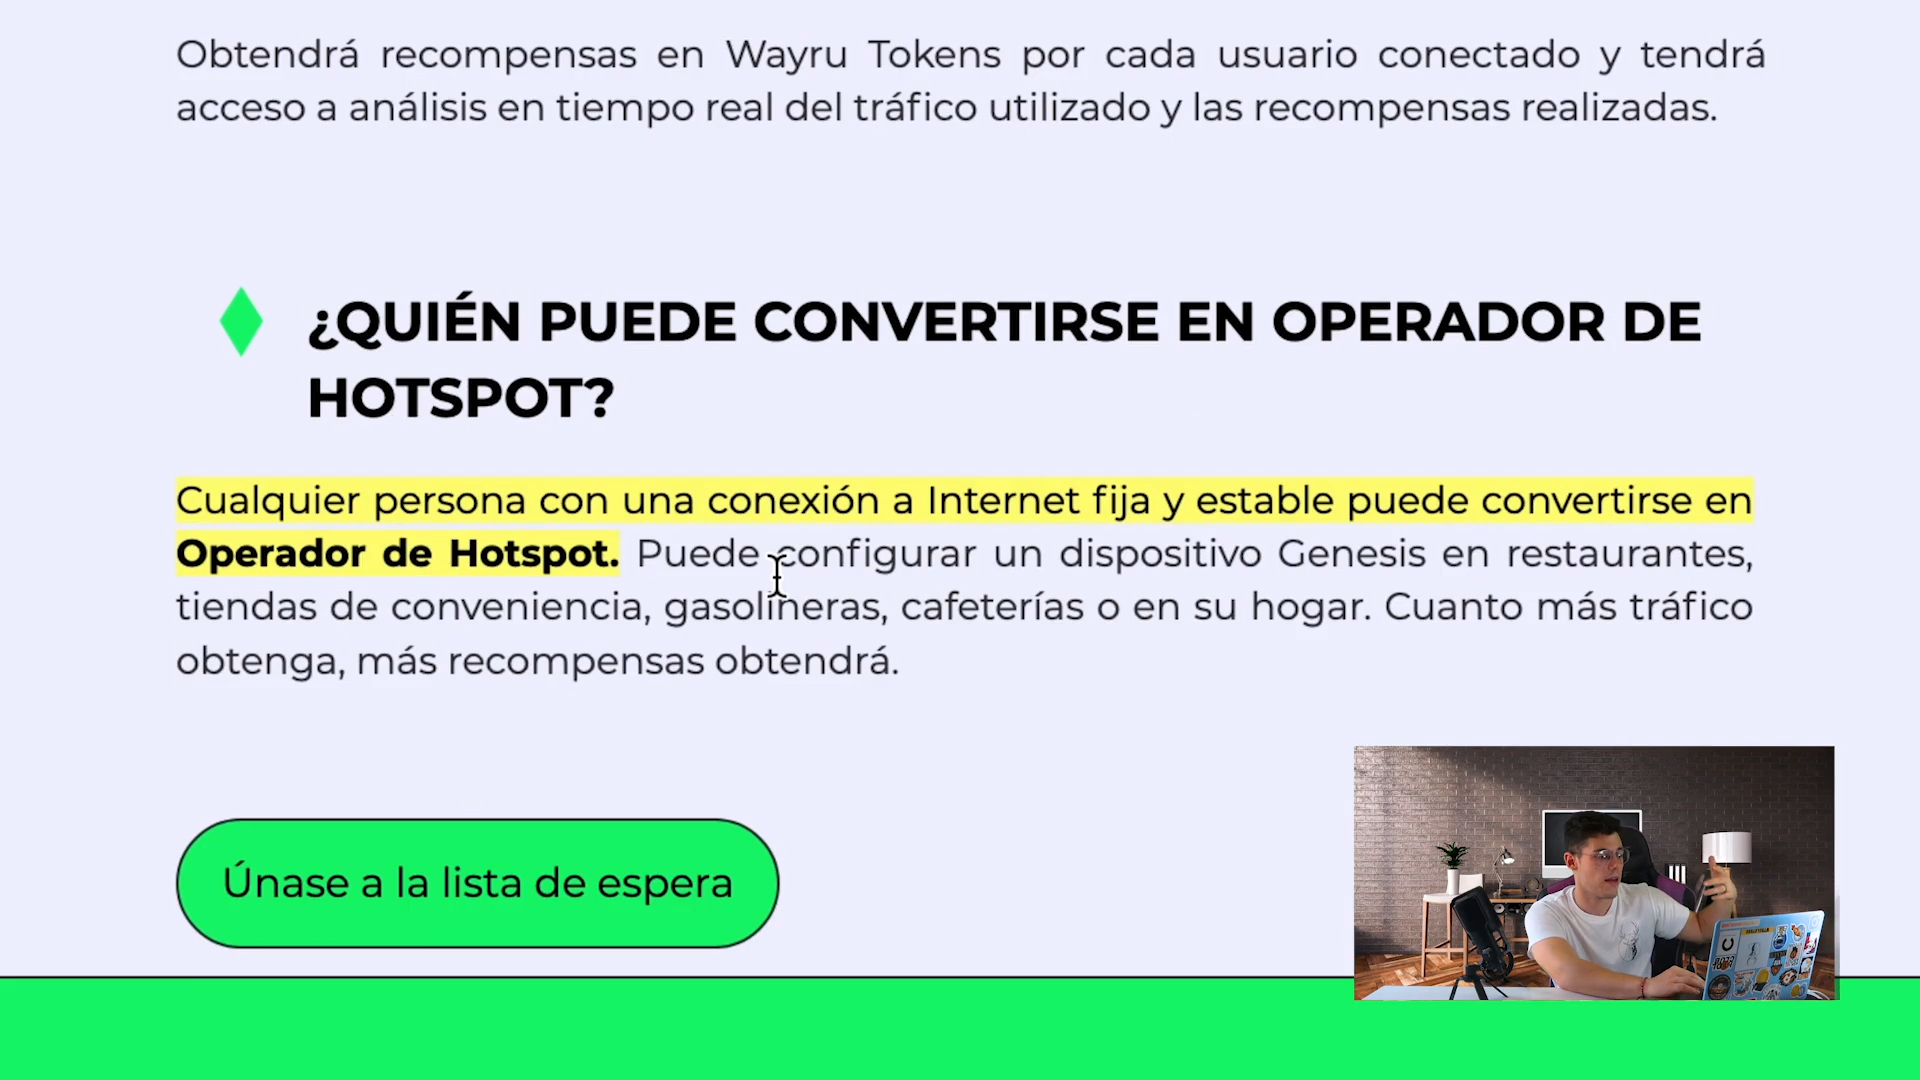 Obtendrá recompensas en Wayru Tokens por cada usuario conectado y tendrá
acceso a análisis en tiempo real del tráfico utilizado y las recompensas realizadas.
¿QUIÉN PUEDE CONVERTIRSE EN OPERADOR DE
HOTSPOT?
Cualquier persona con una conexión a Internet fija y estable puede convertirse en
Operador de Hotspot. Puede configurar un dispositivo Genesis en restaurantes,
tiendas de conveniencia, gasolineras, cafeterías o en su hogar. Cuanto más tráfico
obtenga, más recompensas obtendrá.
Únase a la lista de espera